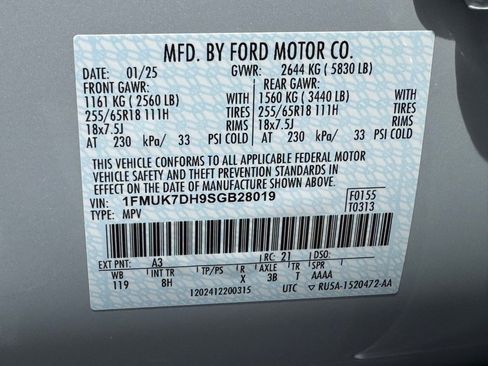 MFD. BY FORD MOTOR CO.
DATE: 01/25 GVWR: 2644 KG ( 5830 LB)
FRONT GAWR: REAR GAWR:
1161 KG ( 2560 LB) WITH 1560 KG ( 3440 LB) WITH
255/65R18 111H TIRES 255/65R18 111H TIRES
18x7.5J RIMS 18x7.5J RIMS
AT 230 kPa/ 33 PSI COLD AT 230 kPa/ 33 PSI COLD
THIS VEHICLE CONFORMS TO ALL APPLICABLE FEDERAL MOTOR
VEHICLE SAFETY AND THEFT PREVENTION STANDARDS IN
EFFECT ON THE DATE OF MANUFACTURE SHOWN ABOVE.
VIN: 1FMUK7DH9SGB28019 F0155
TYPE: MPV T0313
EXT PNT: A3 RC: 21 DSO:
WB INT TR TP/PS R AXLE TR SPR
119 8H X 3B T AAAA
1202412200315 UTC ▽ RU5A-1520472-AA